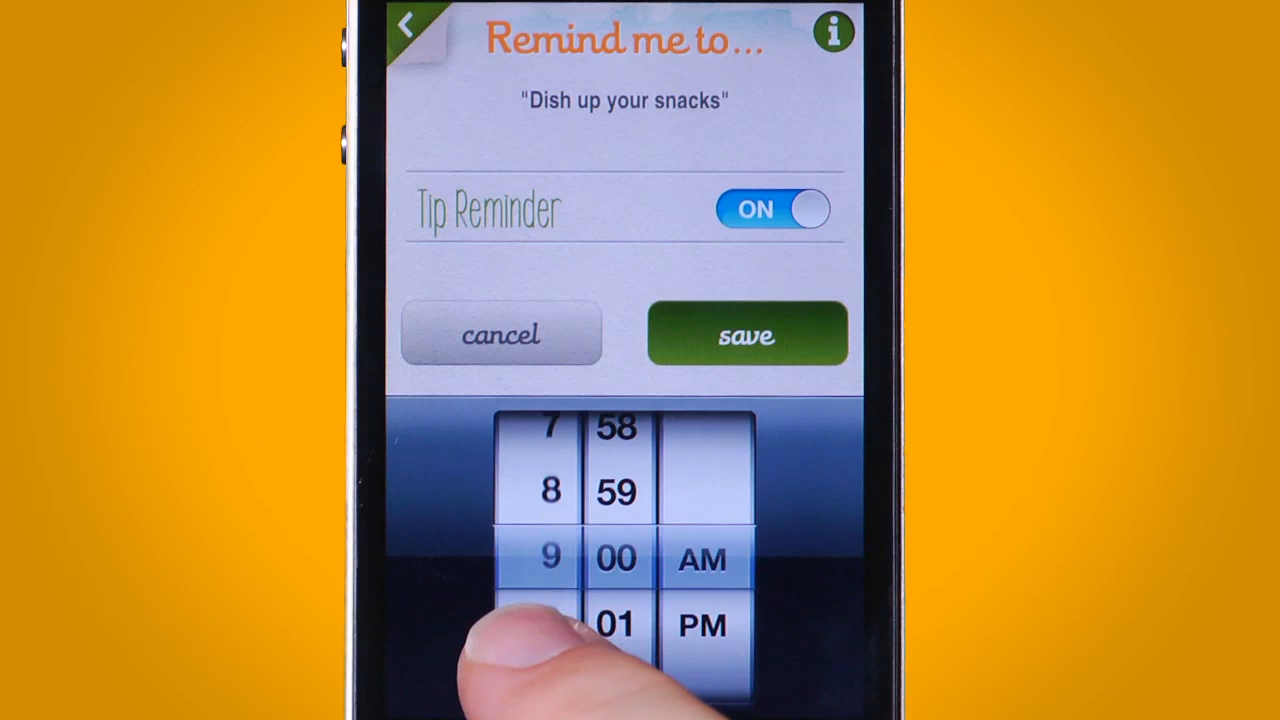 Remind me to...
i
"Dish up your snacks"
Tip Reminder
ON
cancel
save
7 58
8 59
9 00 AM
01 PM